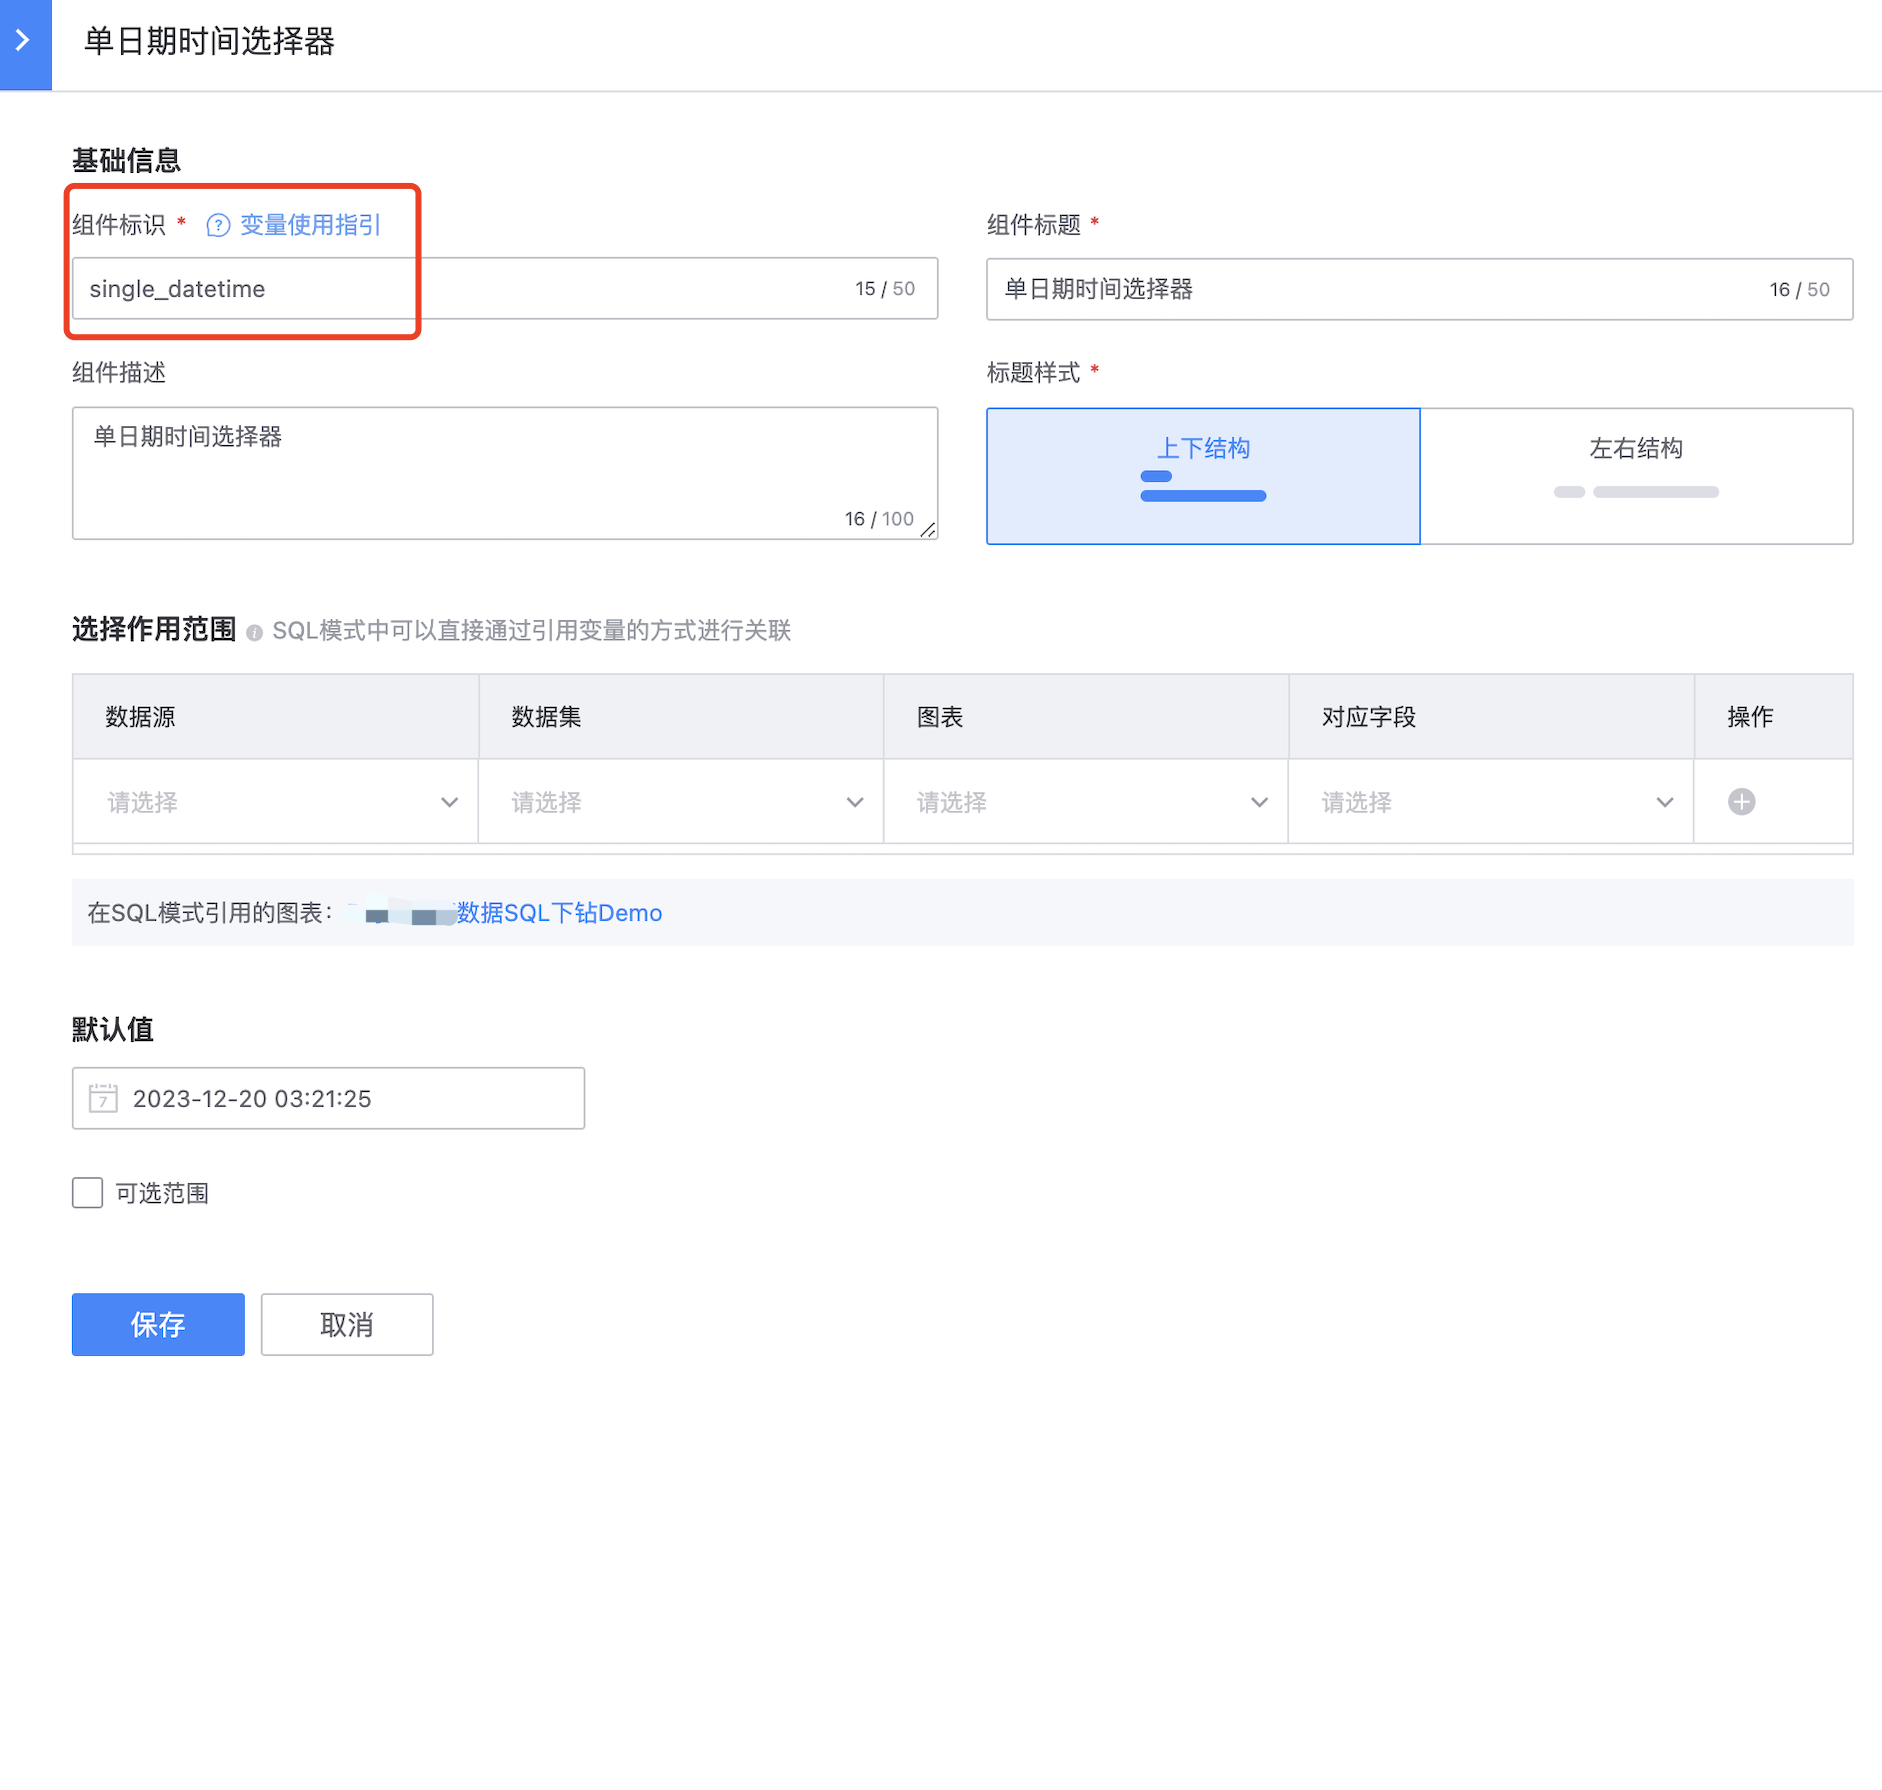 单日期时间选择器
基础信息
组件标识 * 变量使用指引
single_datetime 15 / 50
组件标题 *
单日期时间选择器 16 / 50
组件描述
单日期时间选择器
16 / 100
标题样式 *
上下结构
左右结构
选择作用范围 SQL模式中可以直接通过引用变量的方式进行关联
数据源 数据集 图表 对应字段 操作
请选择 请选择 请选择 请选择
在SQL模式引用的图表： 数据SQL下钻Demo
默认值
7 2023-12-20 03:21:25
可选范围
保存 取消